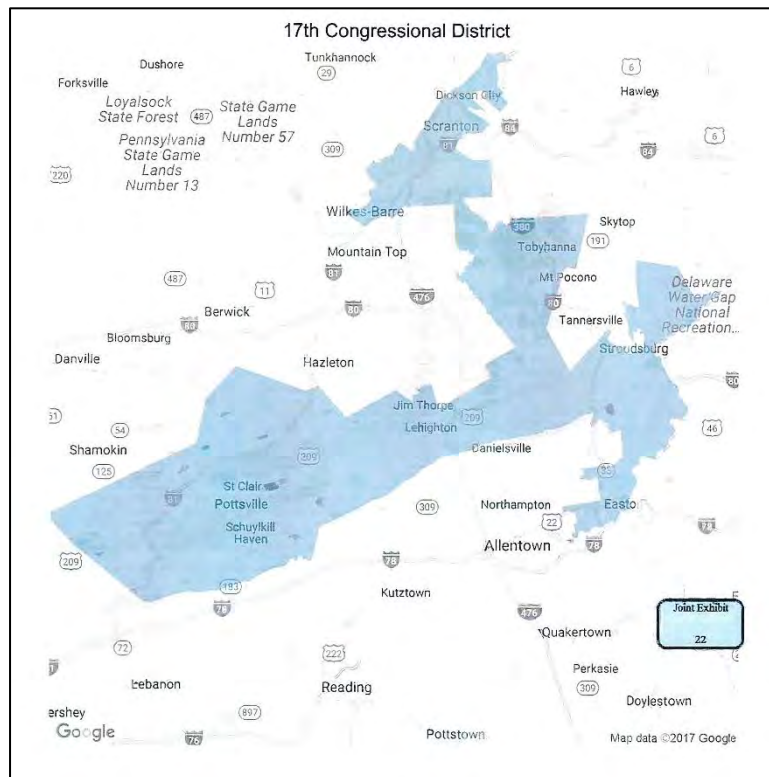 17th Congressional District
Tunkhannock
Dushore
29
6
Forksville
Dickson City
Hawley
Loyalsock
State Forest
487
State Game
Lands
Number 57
Scranton
84
6
Pennsylvania
State Game
Lands
Number 13
309
81
84
220
Wilkes-Barre
380
Skytop
Tobyhanna
191
Mountain Top
81
487
11
Mt Pocono
Delaware
Water Gap
National
Recreation...
476
80
80
Berwick
80
Tannersville
Bloomsburg
Stroudsburg
Danville
Hazleton
80
Jim Thorpe
209
Lehighton
54
46
Shamokin
Danielsville
125
309
33
St Clair
81
Pottsville
Northampton
Easto
309
22
Schuylkill
Haven
Allentown
78
78
209
78
183
78
Kutztown
476
Joint Exhibit
22
72
222
Quakertown
Lebanon
Reading
Perkasie
309
Doylestown
ershey
897
Google
76
Pottstown
Map data ©2017 Google